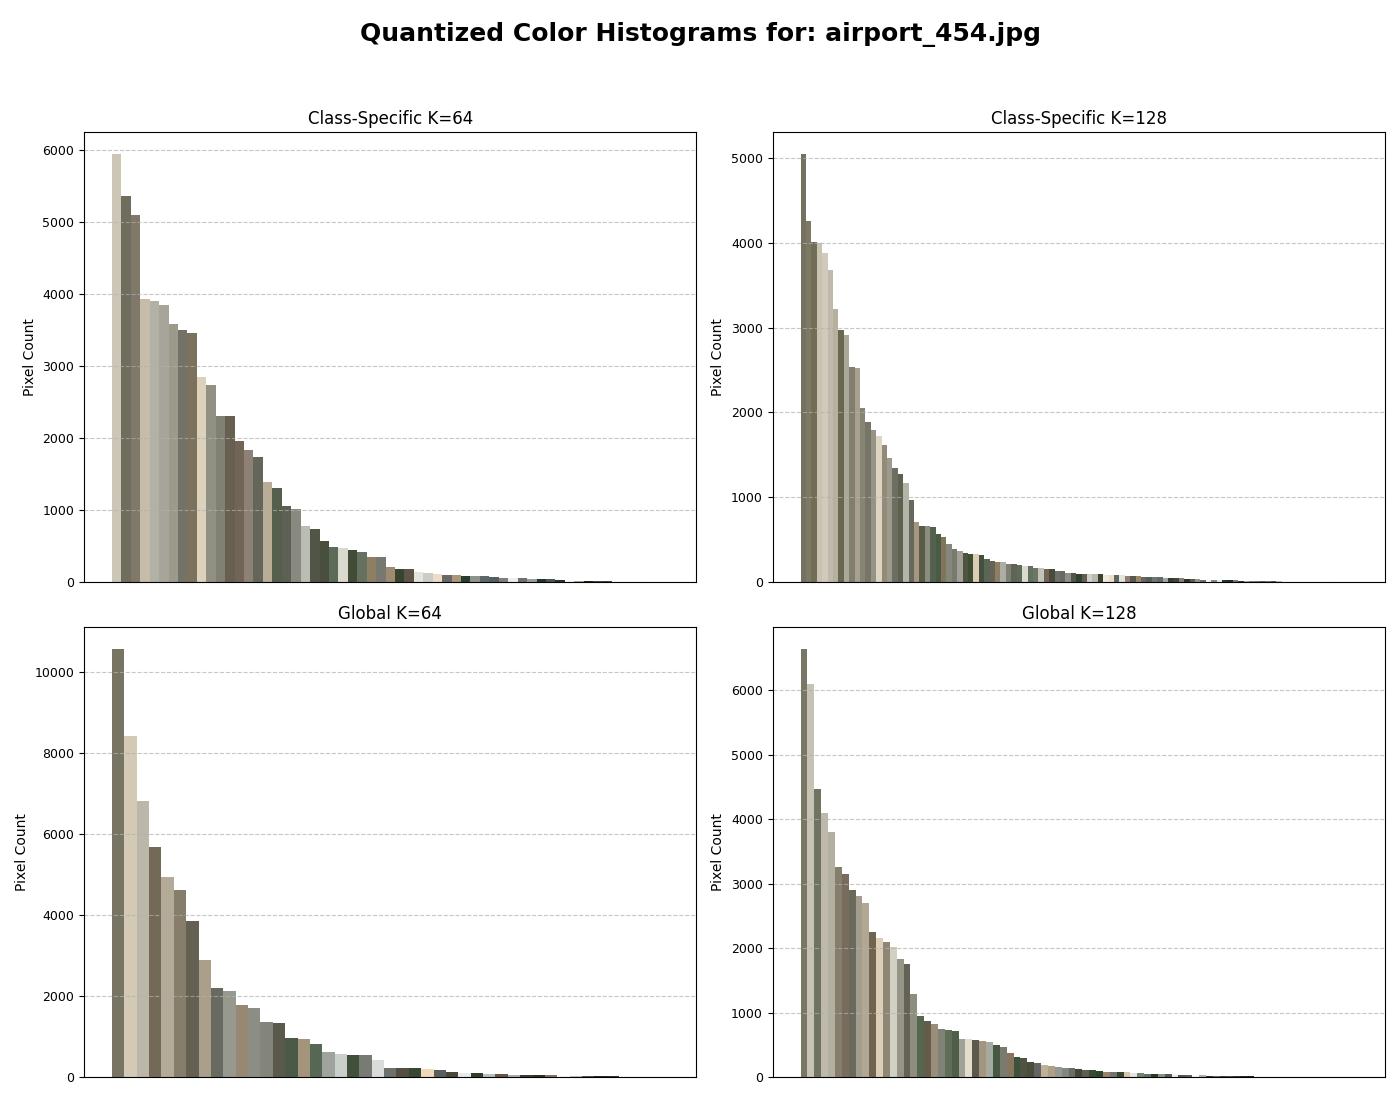 Quantized Color Histograms for: airport_454.jpg
Class-Specific K=64
Pixel Count
6000
5000
4000
3000
2000
1000
0
Class-Specific K=128
Pixel Count
5000
4000
3000
2000
1000
0
Global K=64
Pixel Count
10000
8000
6000
4000
2000
0
Global K=128
Pixel Count
6000
5000
4000
3000
2000
1000
0